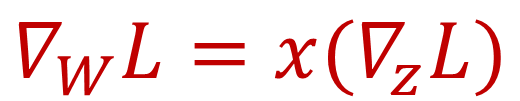 ∇_W L = x(∇_z L)